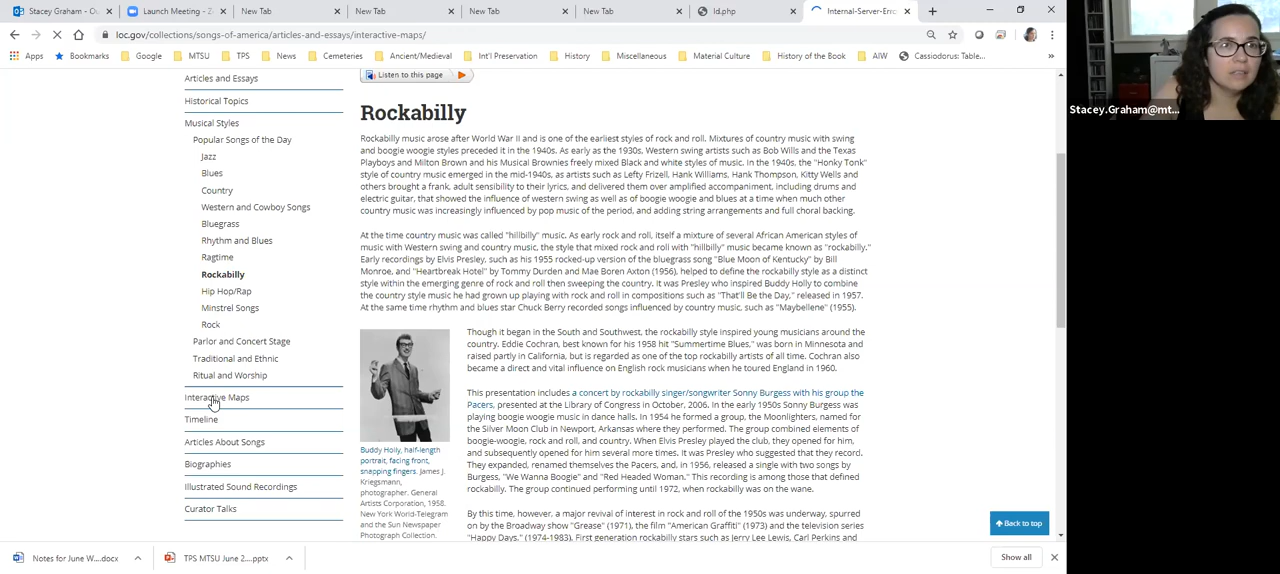 Stacey Graham - Ou
Launch Meeting - Z
New Tab
New Tab
New Tab
New Tab
ld.php
Internal-Server-Erro
loc.gov/collections/songs-of-america/articles-and-essays/interactive-maps/
Apps
Bookmarks
Google
MTSU
TPS
News
Cemeteries
Ancient/Medieval
Int'l Preservation
History
Miscellaneous
Material Culture
History of the Book
AIW
Cassiodorus: Table...
Stacey.Graham@mt...
Articles and Essays
Historical Topics
Musical Styles
Popular Songs of the Day
Jazz
Blues
Country
Western and Cowboy Songs
Bluegrass
Rhythm and Blues
Ragtime
Rockabilly
Hip Hop/Rap
Minstrel Songs
Rock
Parlor and Concert Stage
Traditional and Ethnic
Ritual and Worship
Interactive Maps
Timeline
Articles About Songs
Biographies
Illustrated Sound Recordings
Curator Talks
Listen to this page
Rockabilly
Rockabilly music arose after World War II and is one of the earliest styles of rock and roll. Mixtures of country music with swing
and boogie woogie styles preceded it in the 1940s. As early as the 1930s, Western swing artists such as Bob Wills and the Texas
Playboys and Milton Brown and his Musical Brownies freely mixed Black and white styles of music. In the 1940s, the "Honky Tonk"
style of country music emerged in the mid-1940s, as artists such as Lefty Frizell, Hank Williams, Hank Thompson, Kitty Wells and
others brought a frank, adult sensibility to their lyrics, and delivered them over amplified accompaniment, including drums and
electric guitar, that showed the influence of western swing as well as of boogie woogie and blues at a time when much other
country music was increasingly influenced by pop music of the period, and adding string arrangements and full choral backing.
At the time country music was called "hillbilly" music. As early rock and roll, itself a mixture of several African American styles of
music with Western swing and country music, the style that mixed rock and roll with "hillbilly" music became known as "rockabilly."
Early recordings by Elvis Presley, such as his 1955 rocked-up version of the bluegrass song "Blue Moon of Kentucky" by Bill
Monroe, and "Heartbreak Hotel" by Tommy Durden and Mae Boren Axton (1956), helped to define the rockabilly style as a distinct
style within the emerging genre of rock and roll then sweeping the country. It was Presley who inspired Buddy Holly to combine
the country style music he had grown up playing with rock and roll in compositions such as "That'll Be the Day," released in 1957.
At the same time rhythm and blues star Chuck Berry recorded songs influenced by country music, such as "Maybellene" (1955).
Though it began in the South and Southwest, the rockabilly style inspired young musicians around the
country. Eddie Cochran, best known for his 1958 hit "Summertime Blues," was born in Minnesota and
raised partly in California, but is regarded as one of the top rockabilly artists of all time. Cochran also
became a direct and vital influence on English rock musicians when he toured England in 1960.
This presentation includes a concert by rockabilly singer/songwriter Sonny Burgess with his group the
Pacers, presented at the Library of Congress in October, 2006. In the early 1950s Sonny Burgess was
playing boogie woogie music in dance halls. In 1954 he formed a group, the Moonlighters, named for
the Silver Moon Club in Newport, Arkansas where they performed. The group combined elements of
boogie-woogie, rock and roll, and country. When Elvis Presley played the club, they opened for him,
and subsequently opened for him several more times. It was Presley who suggested that they record.
They expanded, renamed themselves the Pacers, and, in 1956, released a single with two songs by
Burgess, "We Wanna Boogie" and "Red Headed Woman." This recording is among those that defined
rockabilly. The group continued performing until 1972, when rockabilly was on the wane.
By this time, however, a major revival of interest in rock and roll of the 1950s was underway, spurred
on by the Broadway show "Grease" (1971), the film "American Graffiti" (1973) and the television series
"Happy Days," (1974-1983). First generation rockabilly stars such as Jerry Lee Lewis, Carl Perkins and
Buddy Holly, half-length
portrait, facing front,
snapping fingers. James J.
Kriegsmann,
photographer. General
Artists Corporation, 1958.
New York World-Telegram
and the Sun Newspaper
Photograph Collection.
Back to top
Notes for June W....docx
TPS MTSU June 2....pptx
Show all